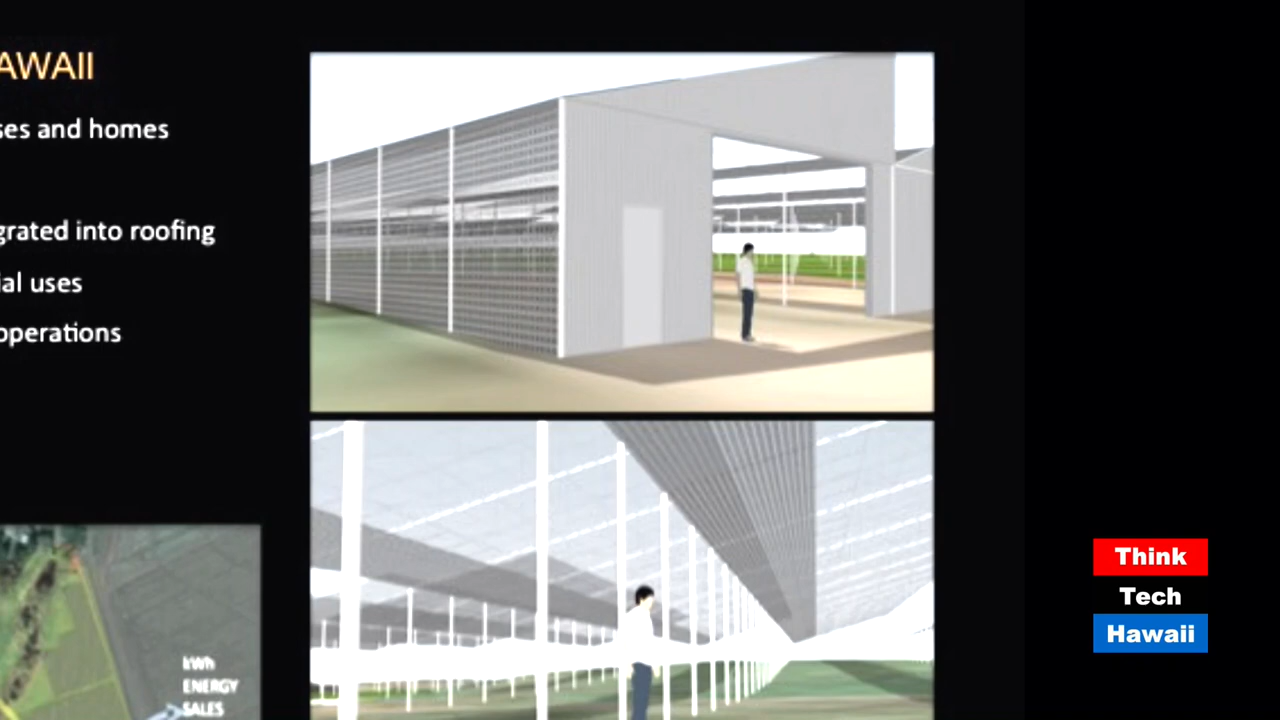 AWAII
ses and homes
grated into roofing
ial uses
operations
kWh
ENERGY
SALES
Think
Tech
Hawaii